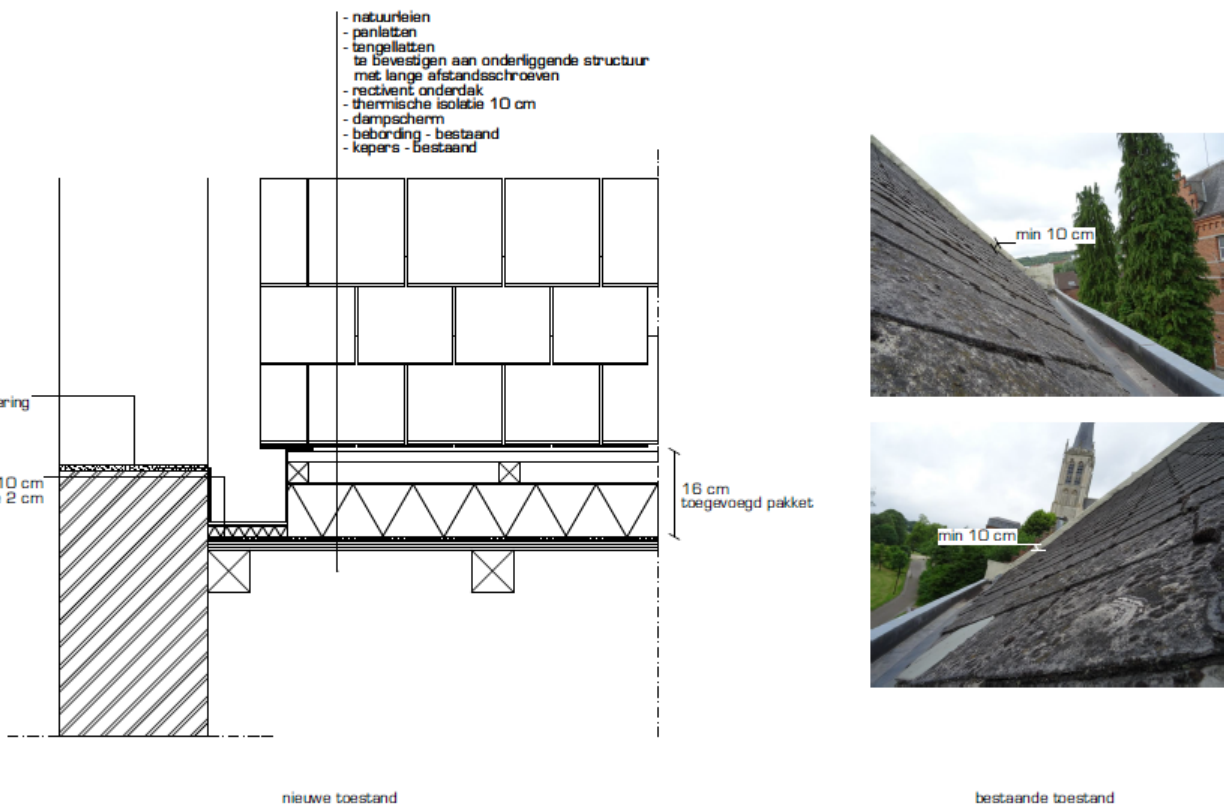 - natuurleien
- panlatten
- tengellatten
te bevestigen aan onderliggende structuur
met lange afstandsschroeven
- rectivent onderdak
- thermische isolatie 10 cm
- dampscherm
- bebording - bestaand
- kepers - bestaand
min 10 cm
ering
10 cm
2 cm
16 cm
toegevoegd pakket
min 10 cm
nieuwe toestand
bestaande toestand